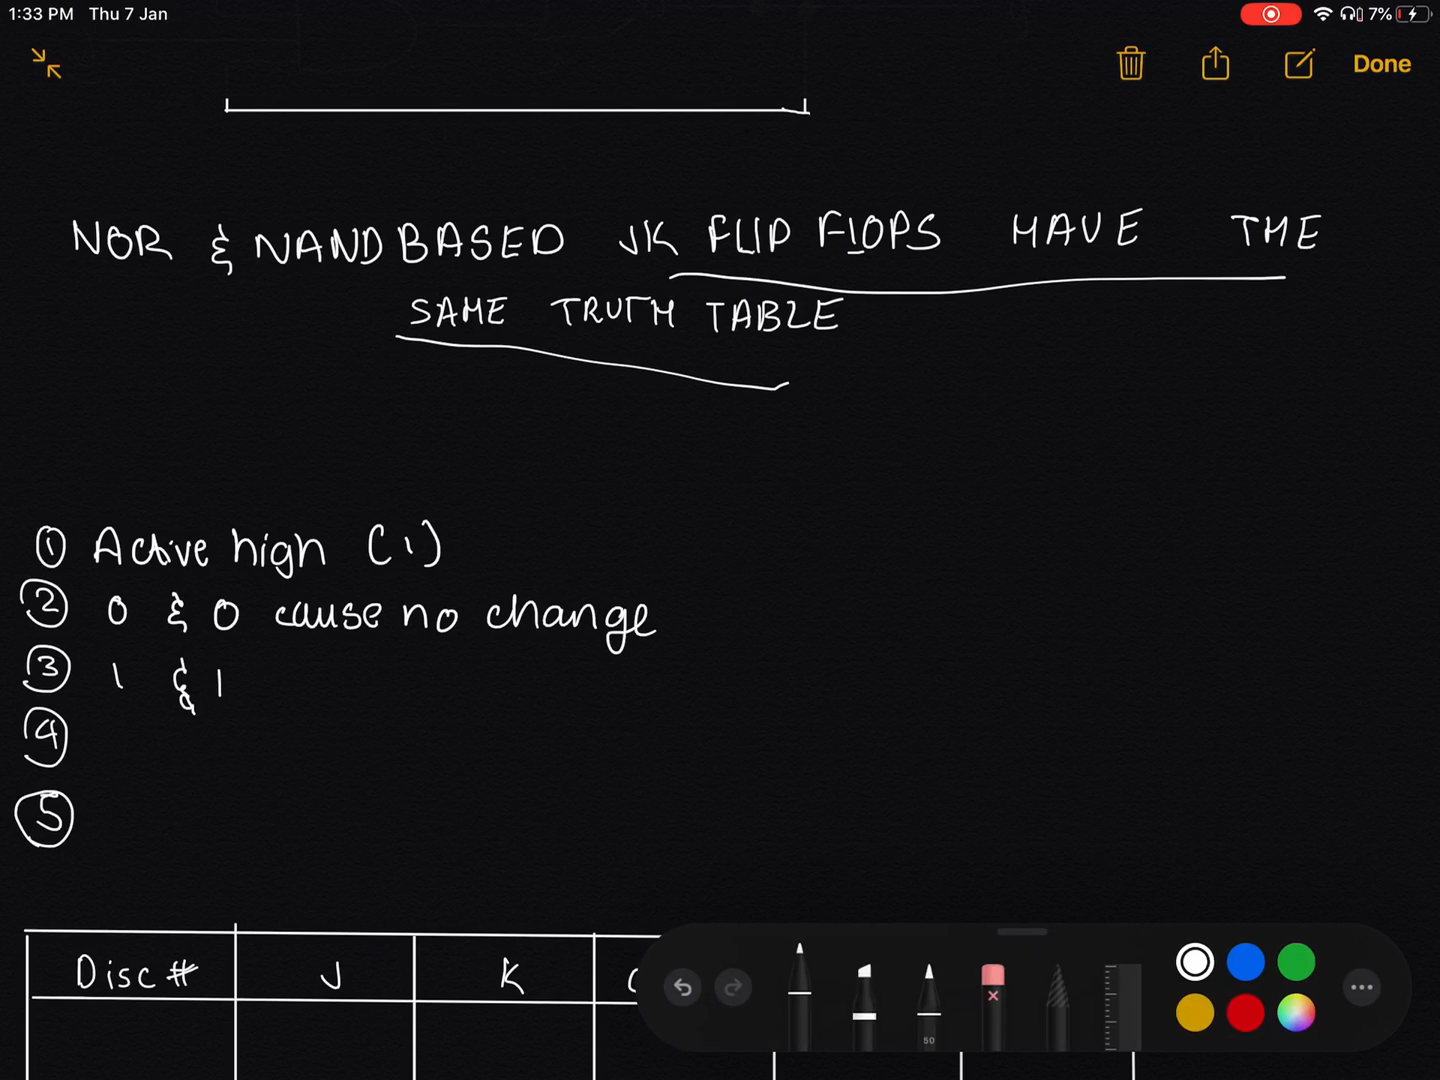 1:33 PM Thu 7 Jan 7%
Done
NOR & NAND BASED JK FLIP FLOPS HAVE THE
SAME TRUTH TABLE
① Active high (1)
② 0 & 0 cause no change
③ 1 & 1
④
⑤
Disc # J K
50